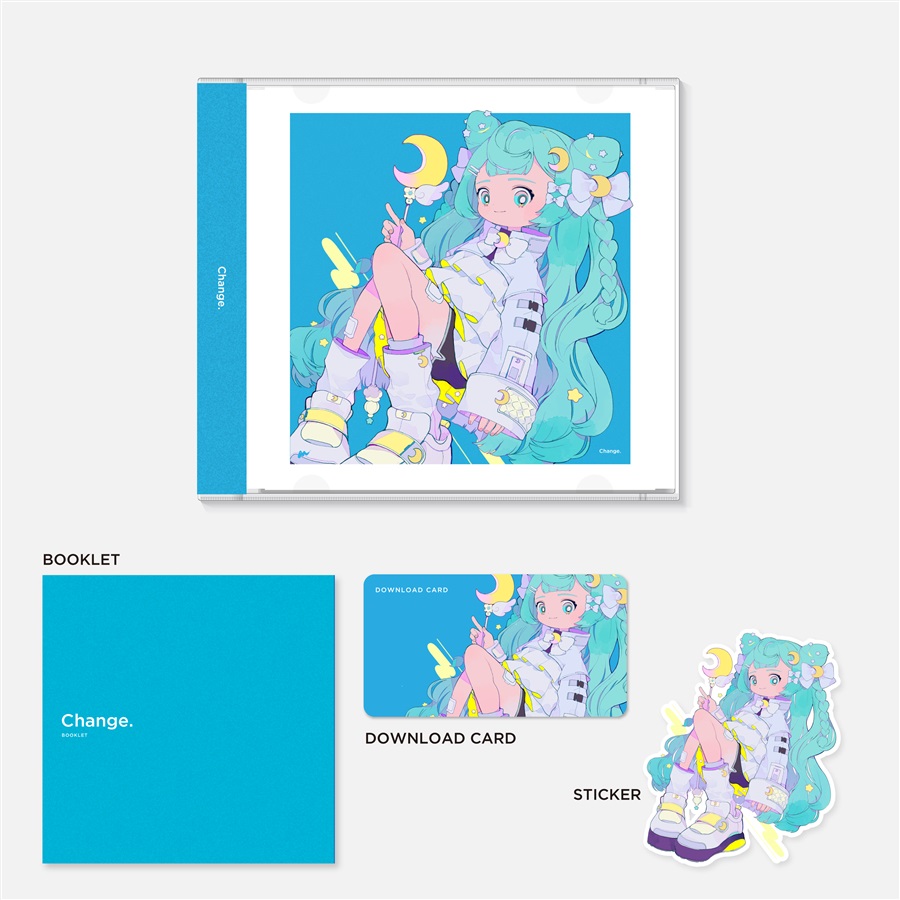 Change.
Change.
BOOKLET
Change.
BOOKLET
DOWNLOAD CARD
DOWNLOAD CARD
STICKER